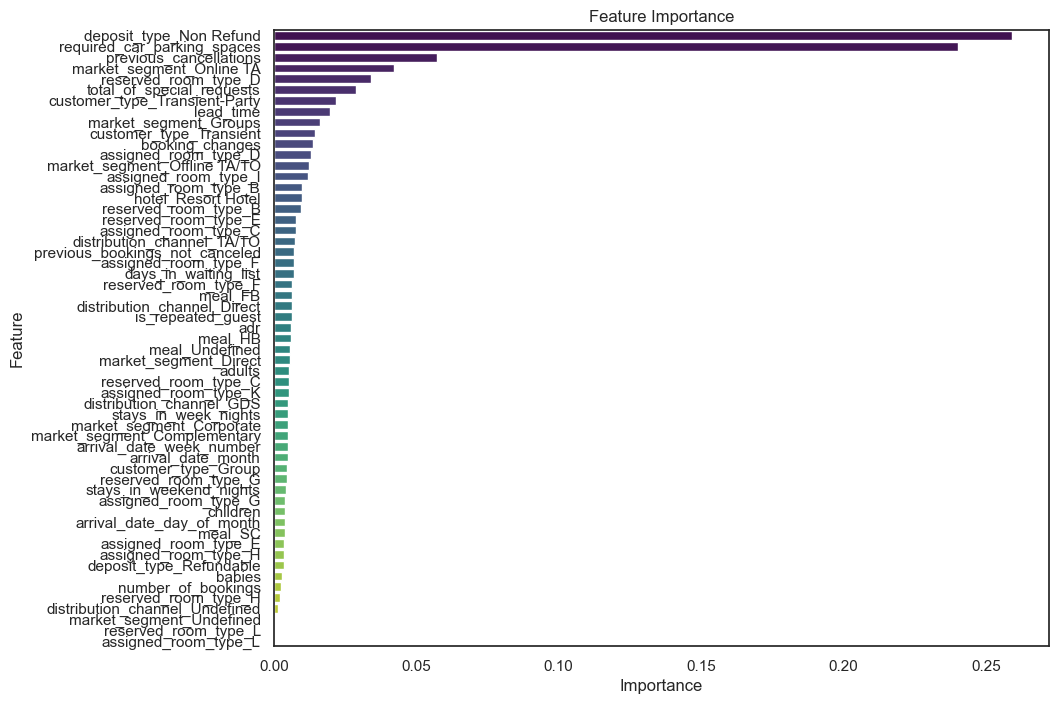 Feature Importance
deposit_type_Non Refund
required_car_parking_spaces
previous_cancellations
market_segment_Online TA
reserved_room_type_D
total_of_special_requests
customer_type_Transient-Party
lead_time
market_segment_Groups
customer_type_Transient
booking_changes
assigned_room_type_D
market_segment_Offline TA/TO
assigned_room_type_I
assigned_room_type_B
hotel_Resort Hotel
reserved_room_type_B
reserved_room_type_E
assigned_room_type_C
distribution_channel_TA/TO
previous_bookings_not_canceled
assigned_room_type_F
days_in_waiting_list
reserved_room_type_F
meal_FB
distribution_channel_Direct
is_repeated_guest
adr
meal_HB
meal_Undefined
market_segment_Direct
adults
reserved_room_type_C
assigned_room_type_K
distribution_channel_GDS
stays_in_week_nights
market_segment_Corporate
market_segment_Complementary
arrival_date_week_number
arrival_date_month
customer_type_Group
reserved_room_type_G
stays_in_weekend_nights
assigned_room_type_G
children
arrival_date_day_of_month
meal_SC
assigned_room_type_E
assigned_room_type_H
deposit_type_Refundable
babies
number_of_bookings
reserved_room_type_H
distribution_channel_Undefined
market_segment_Undefined
reserved_room_type_L
assigned_room_type_L
Feature
0.00 0.05 0.10 0.15 0.20 0.25
Importance